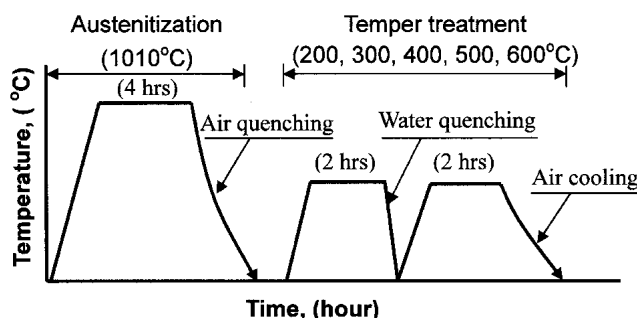 Austenitization
(1010°C)
(4 hrs)
Air quenching
Temper treatment
(200, 300, 400, 500, 600°C)
Water quenching
(2 hrs)
(2 hrs)
Air cooling
Temperature, (°C)
Time, (hour)